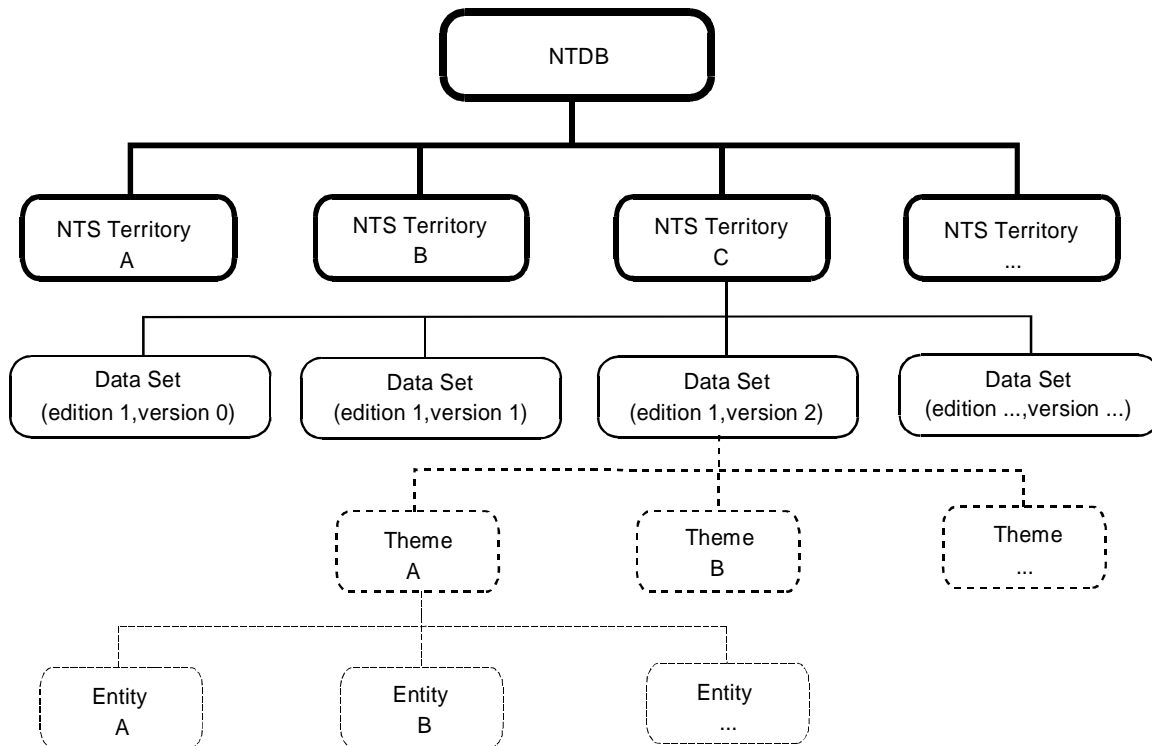 NTDB
NTS Territory
A
NTS Territory
B
NTS Territory
C
NTS Territory
...
Data Set
(edition 1,version 0)
Data Set
(edition 1,version 1)
Data Set
(edition 1,version 2)
Data Set
(edition ...,version ...)
Theme
A
Theme
B
Theme
...
Entity
A
Entity
B
Entity
...